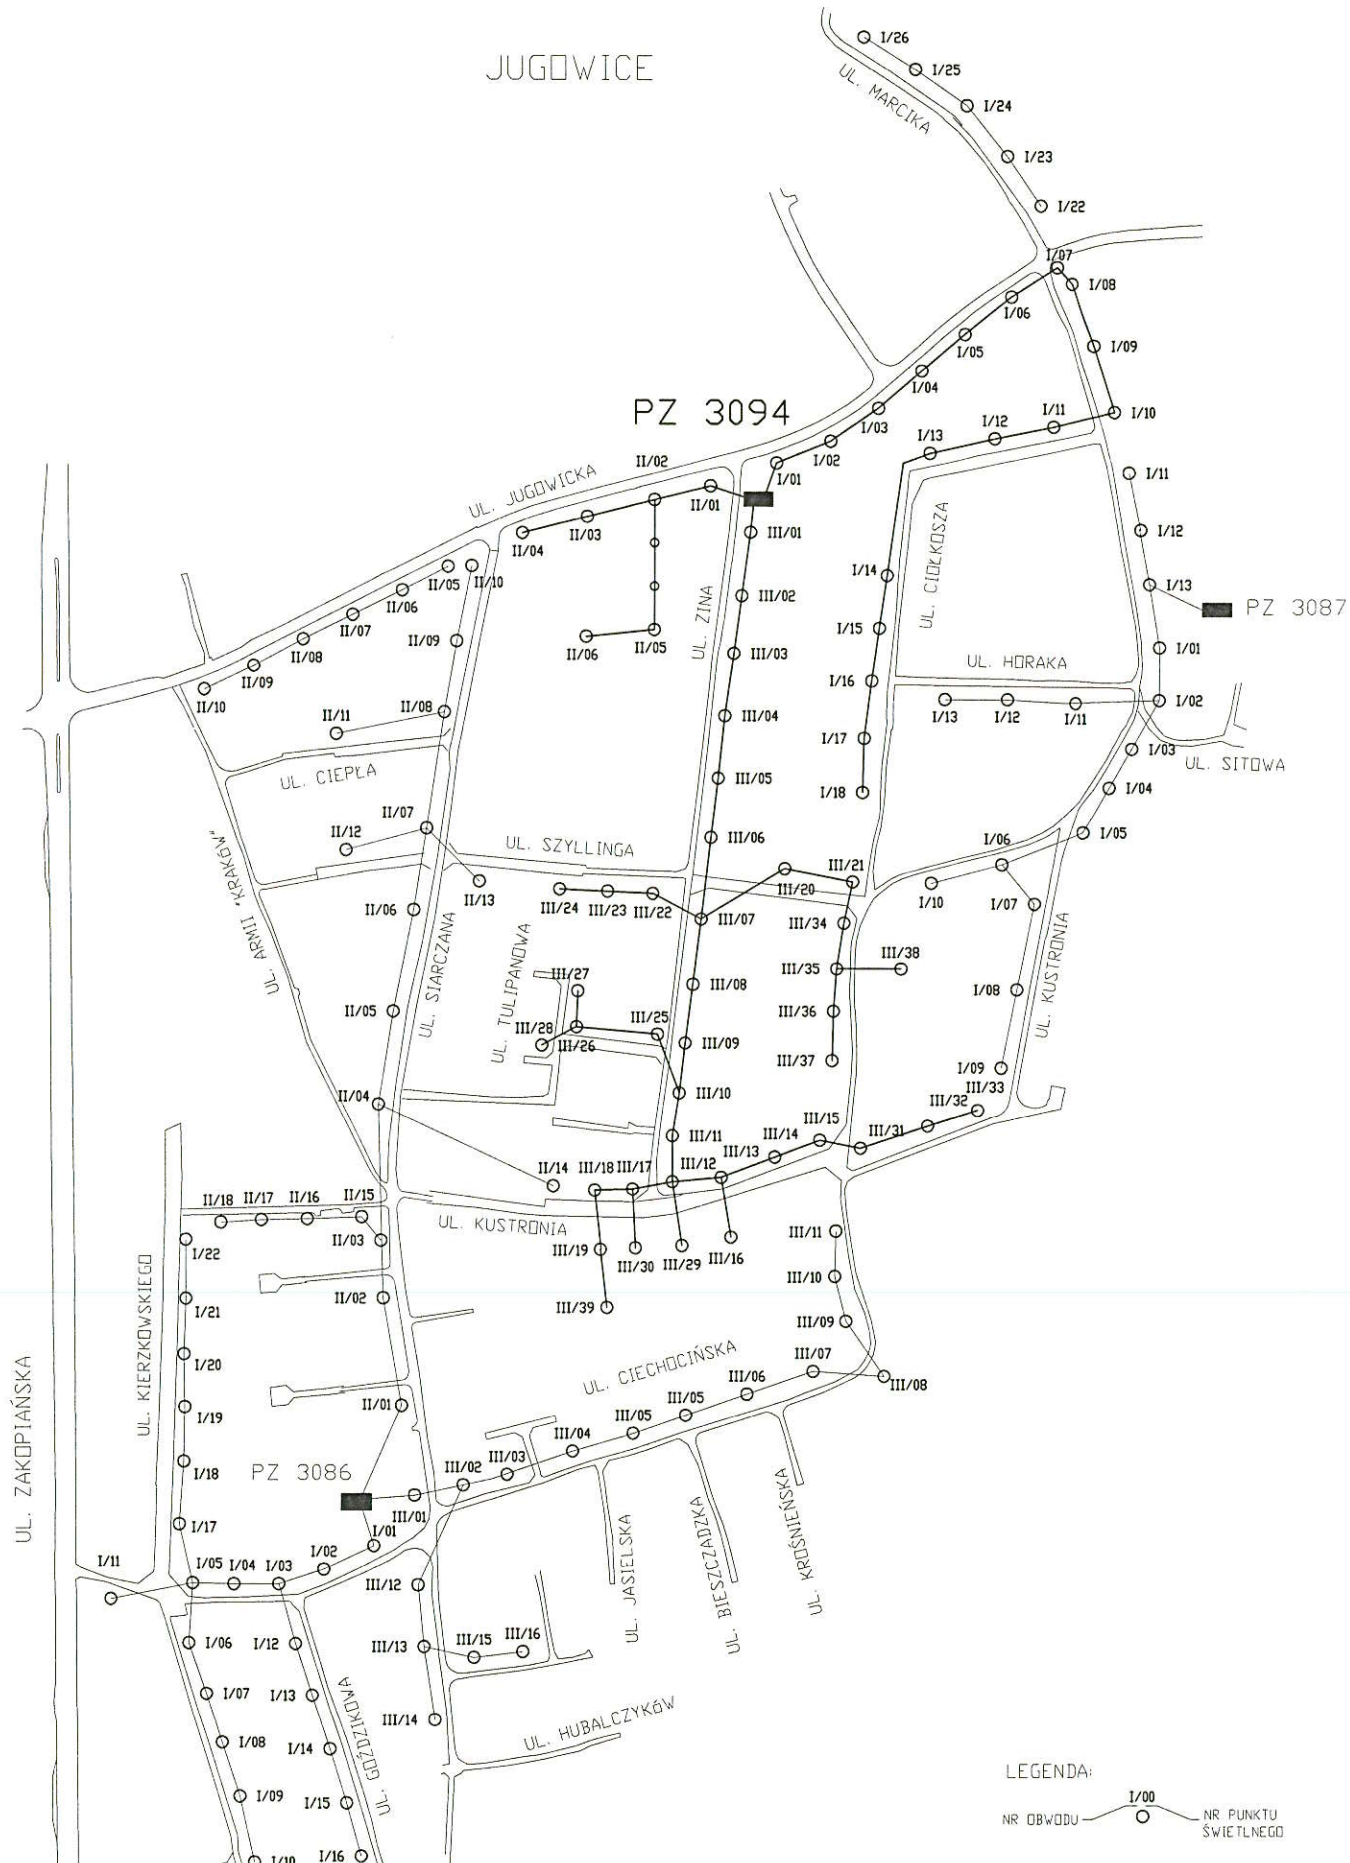 JUGOWICE
I/26
I/25
UL. MARCIKA
I/24
I/23
I/22
I/07
I/08
I/06
I/05
I/09
I/04
PZ 3094
I/03
I/10
I/11
I/12
I/13
I/02
II/02
I/01
UL. JUGOWICKA
II/01
I/11
II/03
II/04
III/01
UL. CIOŁKOSZA
I/12
II/05
II/10
I/14
I/13
PZ 3087
II/06
III/02
UL. ZINA
II/07
II/09
II/06
II/05
I/15
II/08
III/03
I/01
UL. HORAKA
II/09
I/16
II/10
II/11
II/08
III/04
I/13
I/12
I/11
I/02
I/17
I/03
UL. SITOWA
UL. CIEPŁA
III/05
I/18
I/04
II/07
II/12
III/06
I/05
UL. SZYLLINGA
I/06
III/21
III/20
UL. ARMII "KRAKÓW"
II/13
III/24
III/23
III/22
III/07
I/10
I/07
II/06
III/34
UL. SIARCZANA
UL. TULIPANOWA
UL. KUSTRONIA
III/38
III/27
III/35
III/08
I/08
II/05
III/36
III/28
III/25
III/26
III/09
III/37
I/09
II/04
III/10
III/33
III/32
III/11
III/15
III/31
III/14
III/13
II/14
III/18
III/17
III/12
II/18
II/17
II/16
II/15
UL. KUSTRONIA
II/03
I/22
III/19
III/30
III/29
III/16
III/11
UL. KIERZKOWSKIEGO
III/10
I/21
II/02
III/39
III/09
I/20
UL. CIECHOCIŃSKA
III/07
III/08
UL. ZAKOPIAŃSKA
III/06
I/19
II/01
III/05
III/05
III/04
I/18
PZ 3086
III/03
III/02
III/01
I/17
I/01
UL. JASIELSKA
UL. BIESZCZADZKA
UL. KROŚNIEŃSKA
I/11
I/05
I/04
I/03
I/02
III/12
I/06
I/12
III/13
III/15
III/16
I/07
I/13
III/14
UL. GOŹDZIKOWA
UL. HUBALCZYKÓW
I/08
I/14
I/09
I/15
I/10
I/16
LEGENDA:
I/00
NR OBWODU
NR PUNKTU
ŚWIETLNEGO